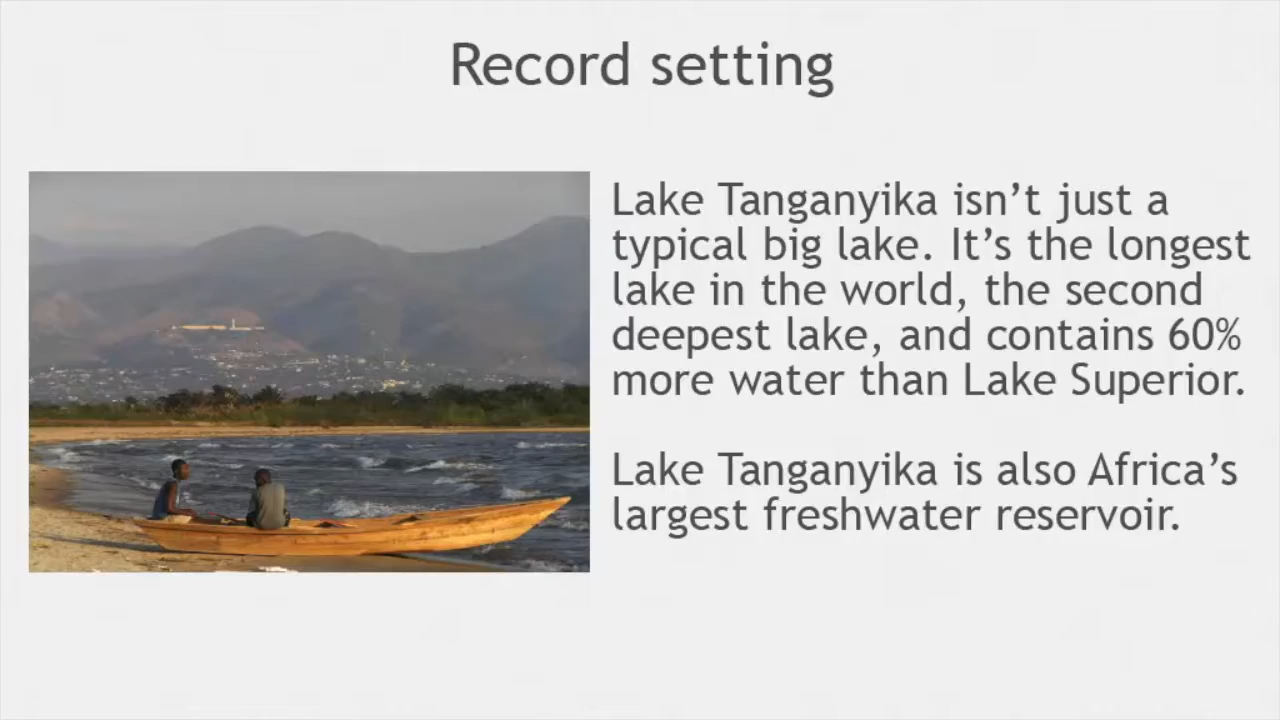 Record setting
Lake Tanganyika isn’t just a
typical big lake. It’s the longest
lake in the world, the second
deepest lake, and contains 60%
more water than Lake Superior.
Lake Tanganyika is also Africa’s
largest freshwater reservoir.